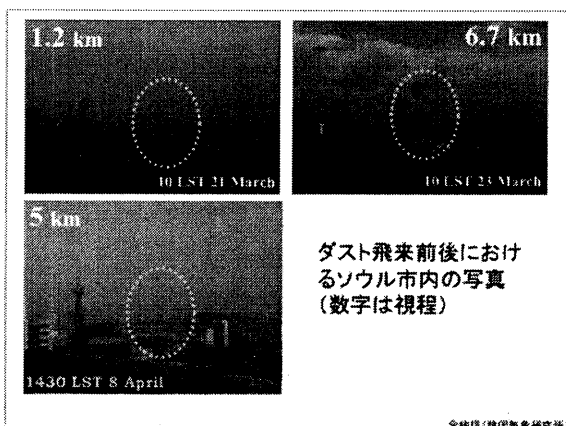 1.2 km
10 LST 21 March
6.7 km
10 LST 23 March
5 km
1430 LST 8 April
ダスト飛来前後におけ
るソウル市内の写真
(数字は視程)